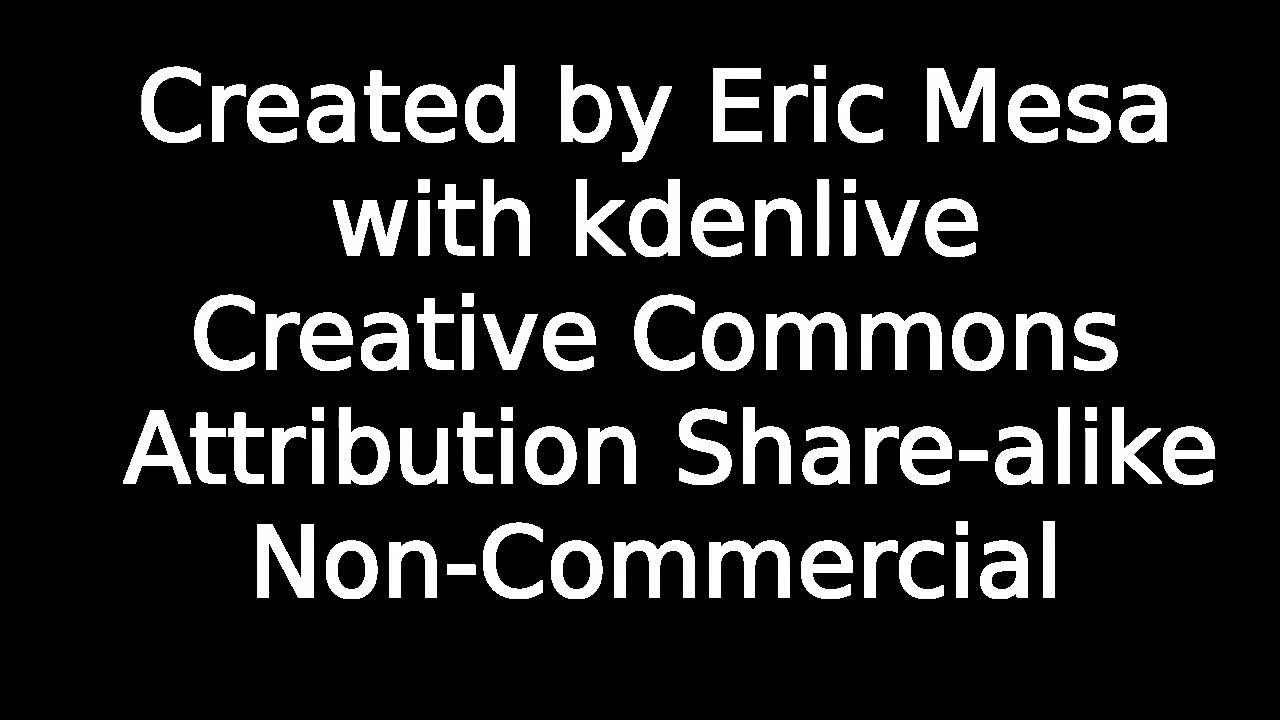 Created by Eric Mesa
with kdenlive
Creative Commons
Attribution Share-alike
Non-Commercial